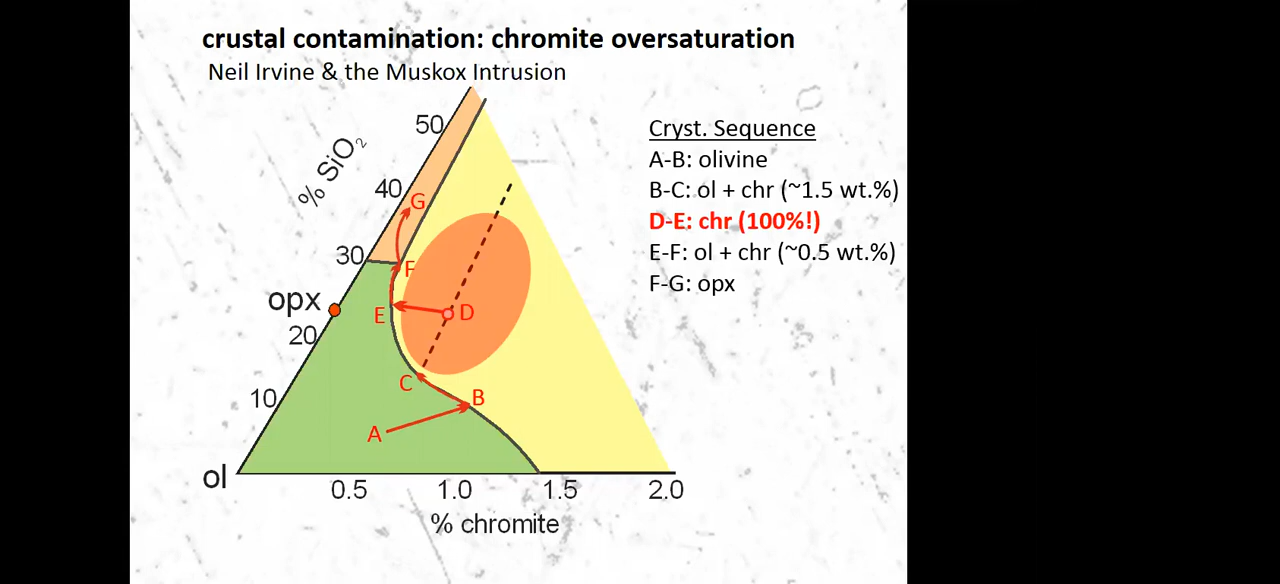 crustal contamination: chromite oversaturation
Neil Irvine & the Muskox Intrusion
% SiO₂
50
40
30
20
10
opx
ol
0.5
1.0
1.5
2.0
% chromite
A
B
C
D
E
F
G
Cryst. Sequence
A-B: olivine
B-C: ol + chr (~1.5 wt.%)
D-E: chr (100%!)
E-F: ol + chr (~0.5 wt.%)
F-G: opx